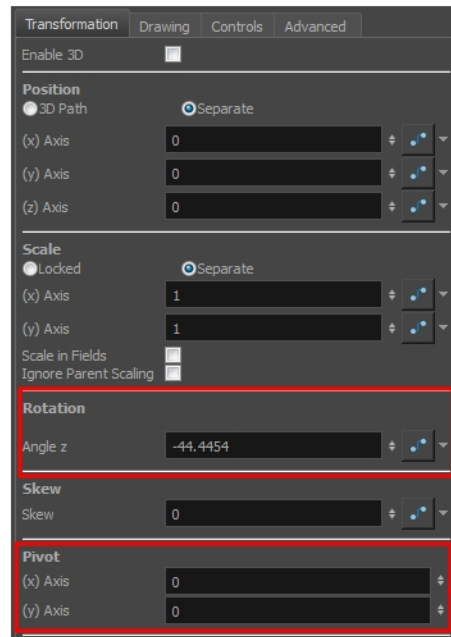 Transformation Drawing Controls Advanced
Enable 3D
Position
3D Path Separate
(x) Axis 0
(y) Axis 0
(z) Axis 0
Scale
Locked Separate
(x) Axis 1
(y) Axis 1
Scale in Fields
Ignore Parent Scaling
Rotation
Angle z -44.4454
Skew
Skew 0
Pivot
(x) Axis 0
(y) Axis 0